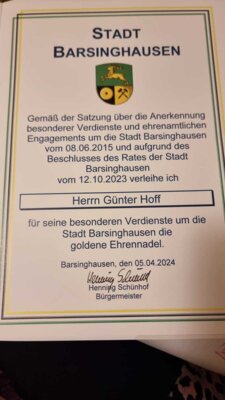 STADT
BARSINGHAUSEN
Gemäß der Satzung über die Anerkennung
besonderer Verdienste und ehrenamtlichen
Engagements um die Stadt Barsinghausen
vom 08.06.2015 und aufgrund des
Beschlusses des Rates der Stadt
Barsinghausen
vom 12.10.2023 verleihe ich
Herrn Günter Hoff
für seine besonderen Verdienste um die
Stadt Barsinghausen die
goldene Ehrennadel.
Barsinghausen, den 05.04.2024
Henning Schünhof
Bürgermeister